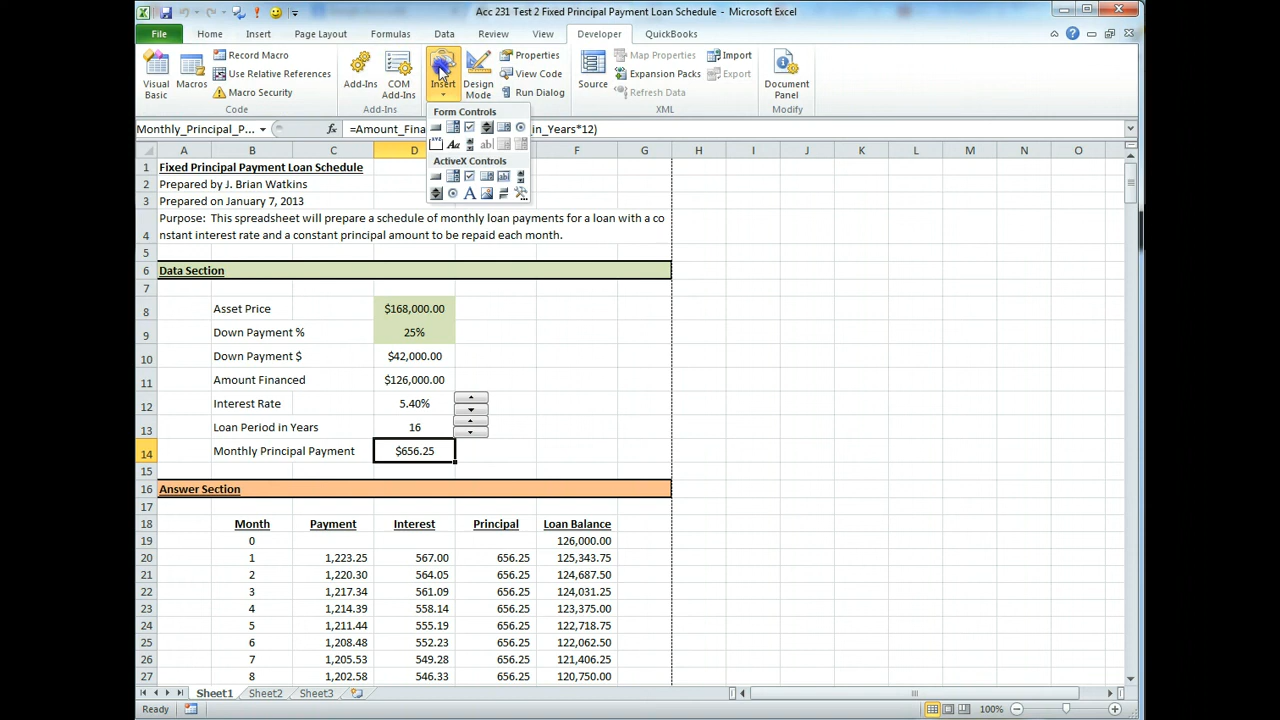 Acc 231 Test 2 Fixed Principal Payment Loan Schedule - Microsoft Excel
File Home Insert Page Layout Formulas Data Review View Developer QuickBooks
Visual Basic
Macros
Record Macro
Use Relative References
Macro Security
Code
Add-Ins
COM Add-Ins
Add-Ins
Insert
Design Mode
Properties
View Code
Run Dialog
Source
Map Properties
Expansion Packs
Refresh Data
Import
Export
XML
Document Panel
Modify
Form Controls
Aa
ab|
ActiveX Controls
A
Monthly_Principal_P... fx =Amount_Fina in_Years*12)
A B C D E F G H I J K L M N O
1 Fixed Principal Payment Loan Schedule
2 Prepared by J. Brian Watkins
3 Prepared on January 7, 2013
Purpose: This spreadsheet will prepare a schedule of monthly loan payments for a loan with a co
4 nstant interest rate and a constant principal amount to be repaid each month.
5
6 Data Section
7
8 Asset Price $168,000.00
9 Down Payment % 25%
10 Down Payment $ $42,000.00
11 Amount Financed $126,000.00
12 Interest Rate 5.40%
13 Loan Period in Years 16
14 Monthly Principal Payment $656.25
15
16 Answer Section
17
18 Month Payment Interest Principal Loan Balance
19 0 126,000.00
20 1 1,223.25 567.00 656.25 125,343.75
21 2 1,220.30 564.05 656.25 124,687.50
22 3 1,217.34 561.09 656.25 124,031.25
23 4 1,214.39 558.14 656.25 123,375.00
24 5 1,211.44 555.19 656.25 122,718.75
25 6 1,208.48 552.23 656.25 122,062.50
26 7 1,205.53 549.28 656.25 121,406.25
27 8 1,202.58 546.33 656.25 120,750.00
Sheet1 Sheet2 Sheet3
Ready 100%